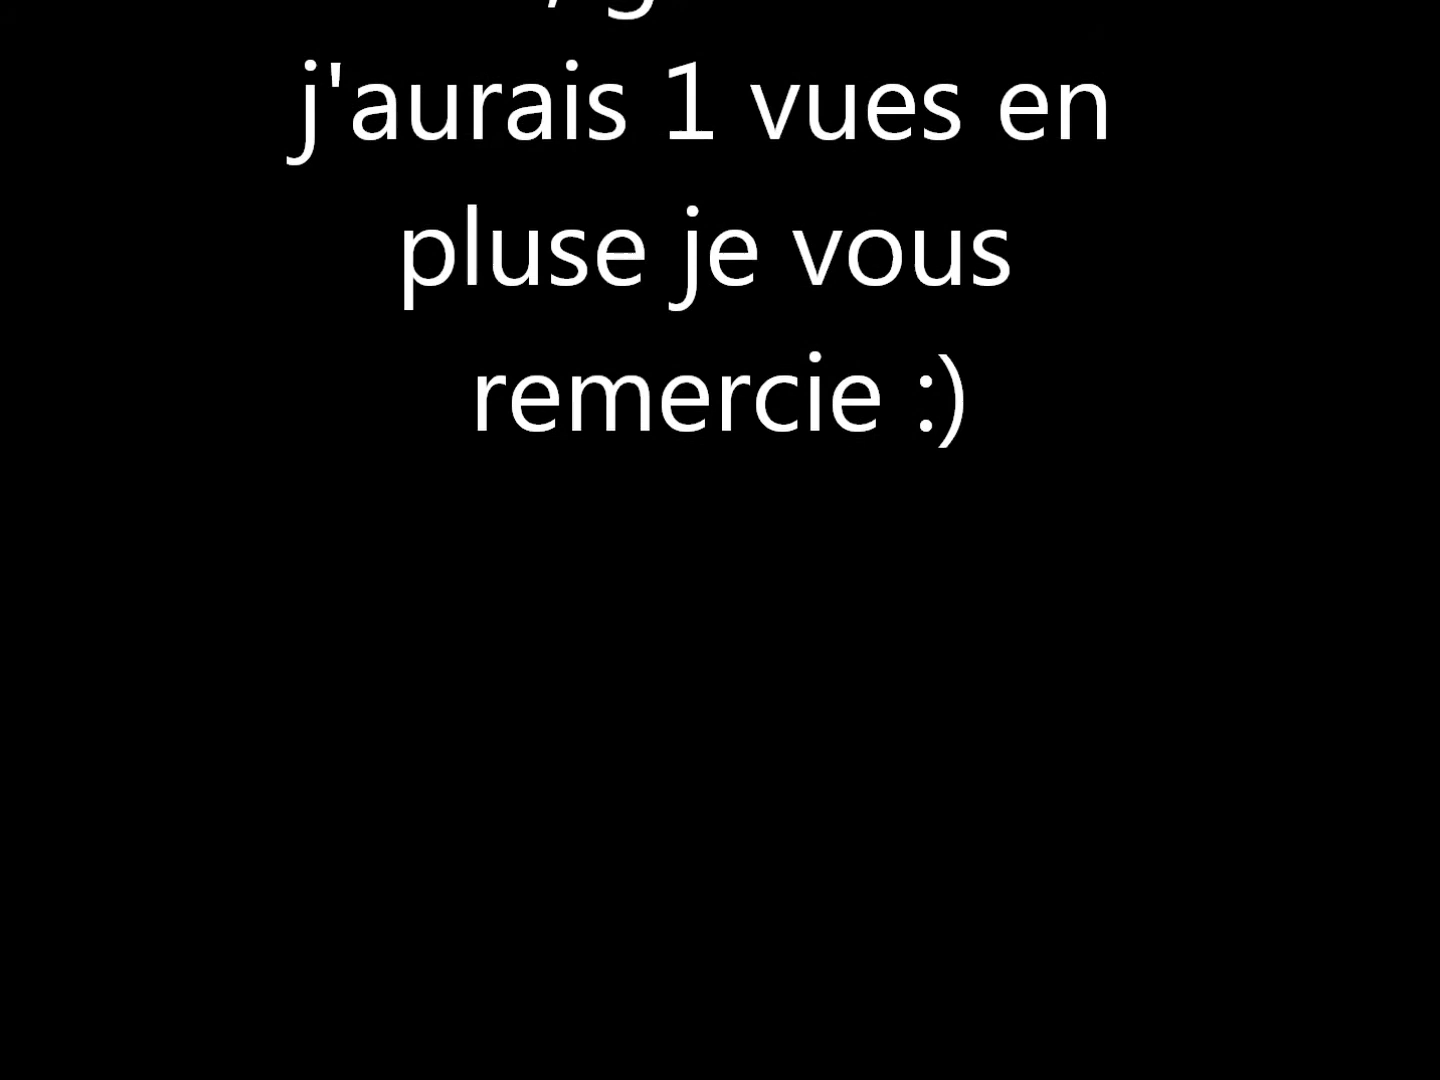 j'aurais 1 vues en
pluse je vous
remercie :)